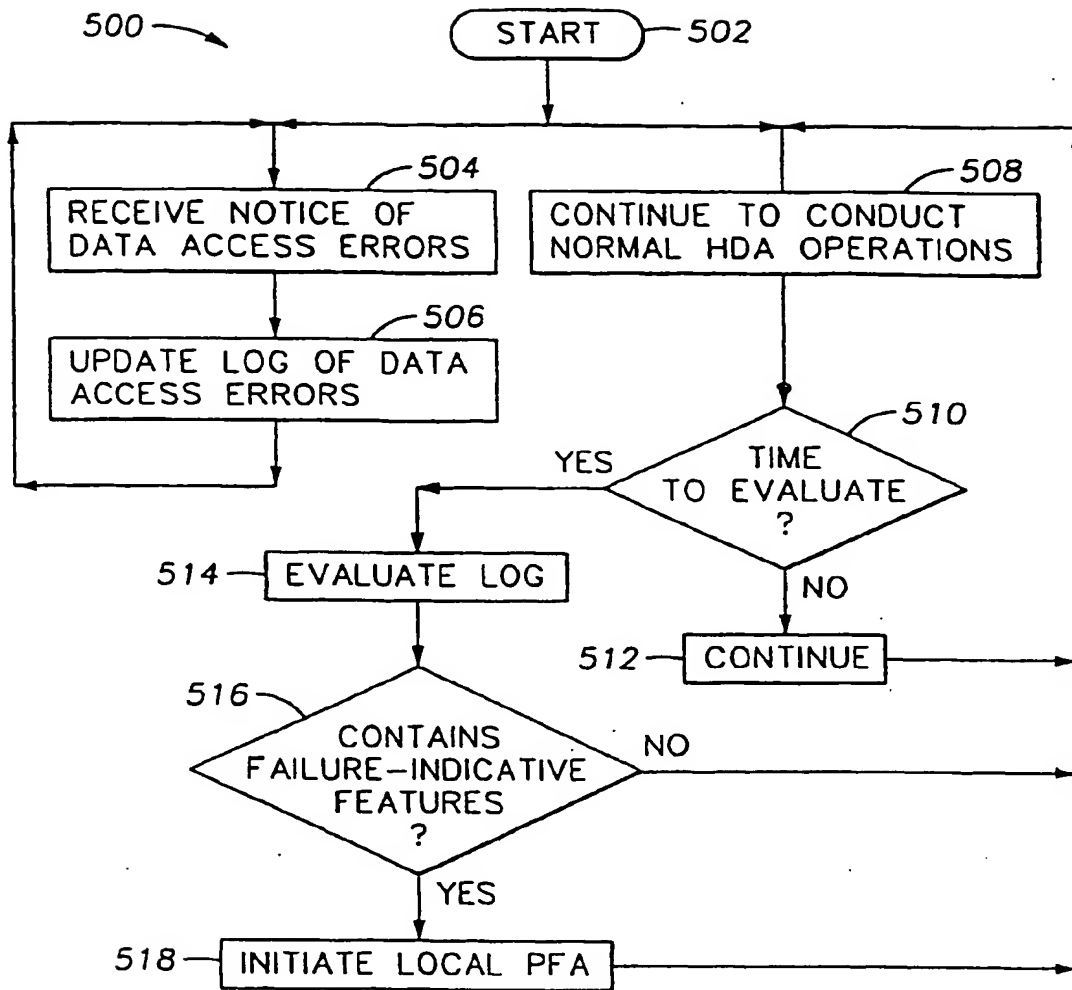 500
START
502
504
RECEIVE NOTICE OF
DATA ACCESS ERRORS
508
CONTINUE TO CONDUCT
NORMAL HDA OPERATIONS
506
UPDATE LOG OF DATA
ACCESS ERRORS
510
TIME
TO EVALUATE
?
YES
NO
514
EVALUATE LOG
512
CONTINUE
516
CONTAINS
FAILURE-INDICATIVE
FEATURES
?
NO
YES
518
INITIATE LOCAL PFA